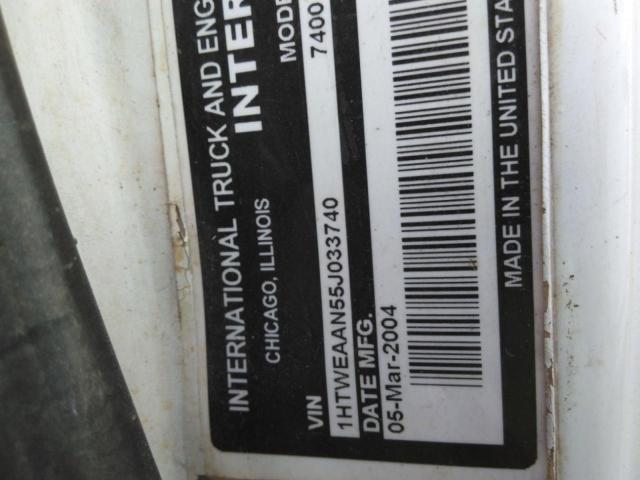 INTERNATIONAL TRUCK AND ENG
CHICAGO, ILLINOIS
INTER
MODE
7400
VIN
1HTWEAAN55J033740
DATE MFG.
05-Mar-2004
MADE IN THE UNITED STA